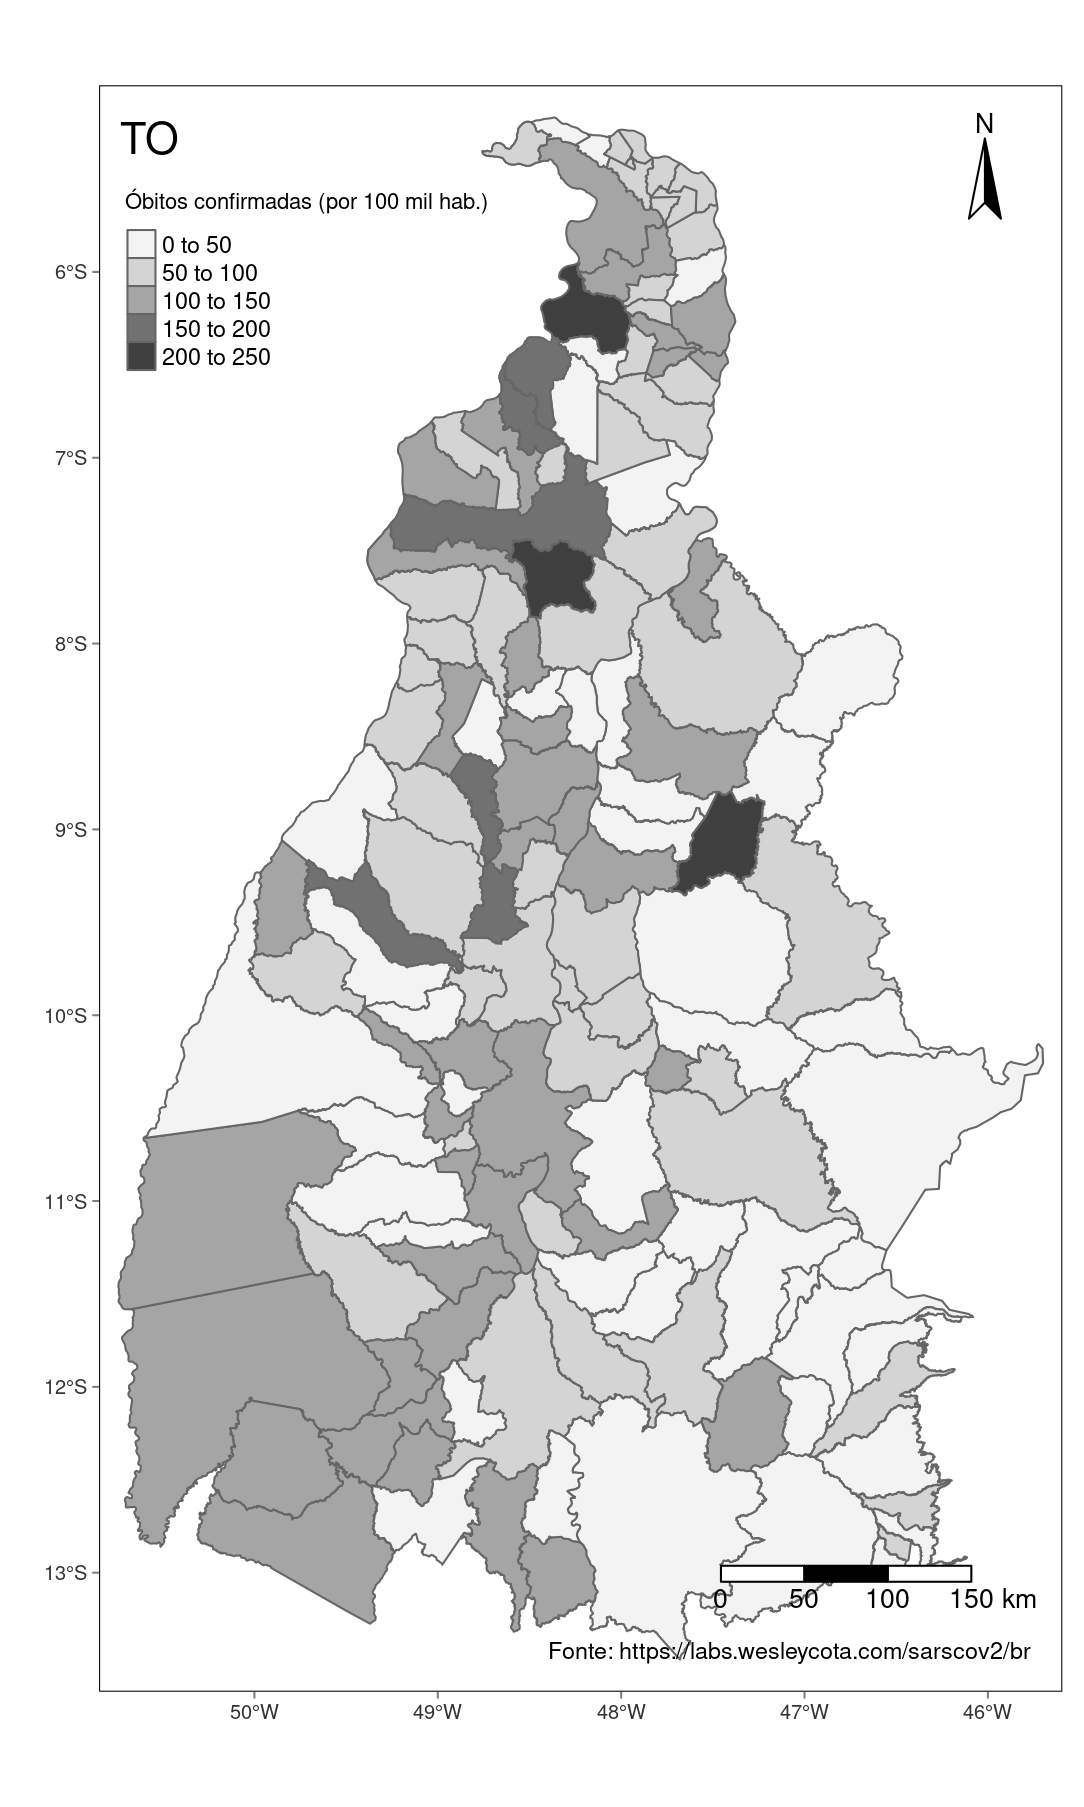 TO
N
Óbitos confirmadas (por 100 mil hab.)
0 to 50
50 to 100
100 to 150
150 to 200
200 to 250
6°S
7°S
8°S
9°S
10°S
11°S
12°S
13°S
0 50 100 150 km
Fonte: https://labs.wesleycota.com/sarscov2/br
50°W 49°W 48°W 47°W 46°W